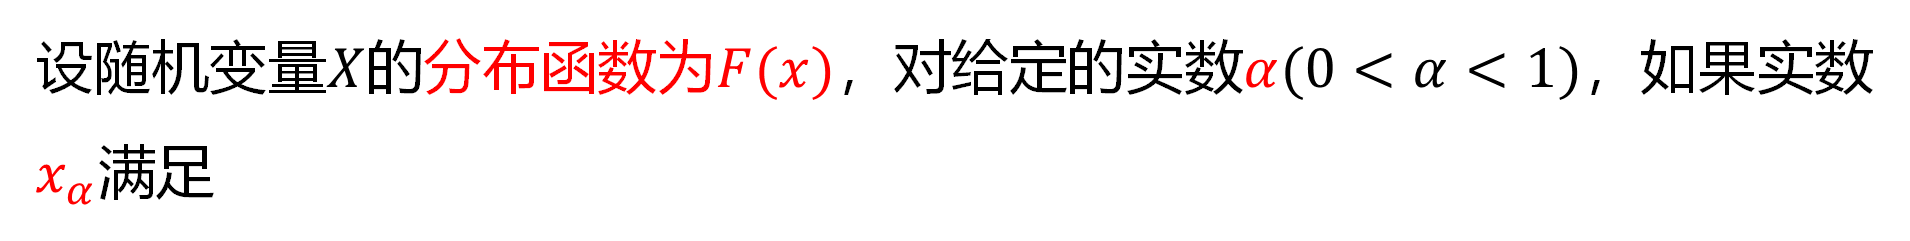 设随机变量X的分布函数为F(x)，对给定的实数α(0 < α < 1)，如果实数
xα满足